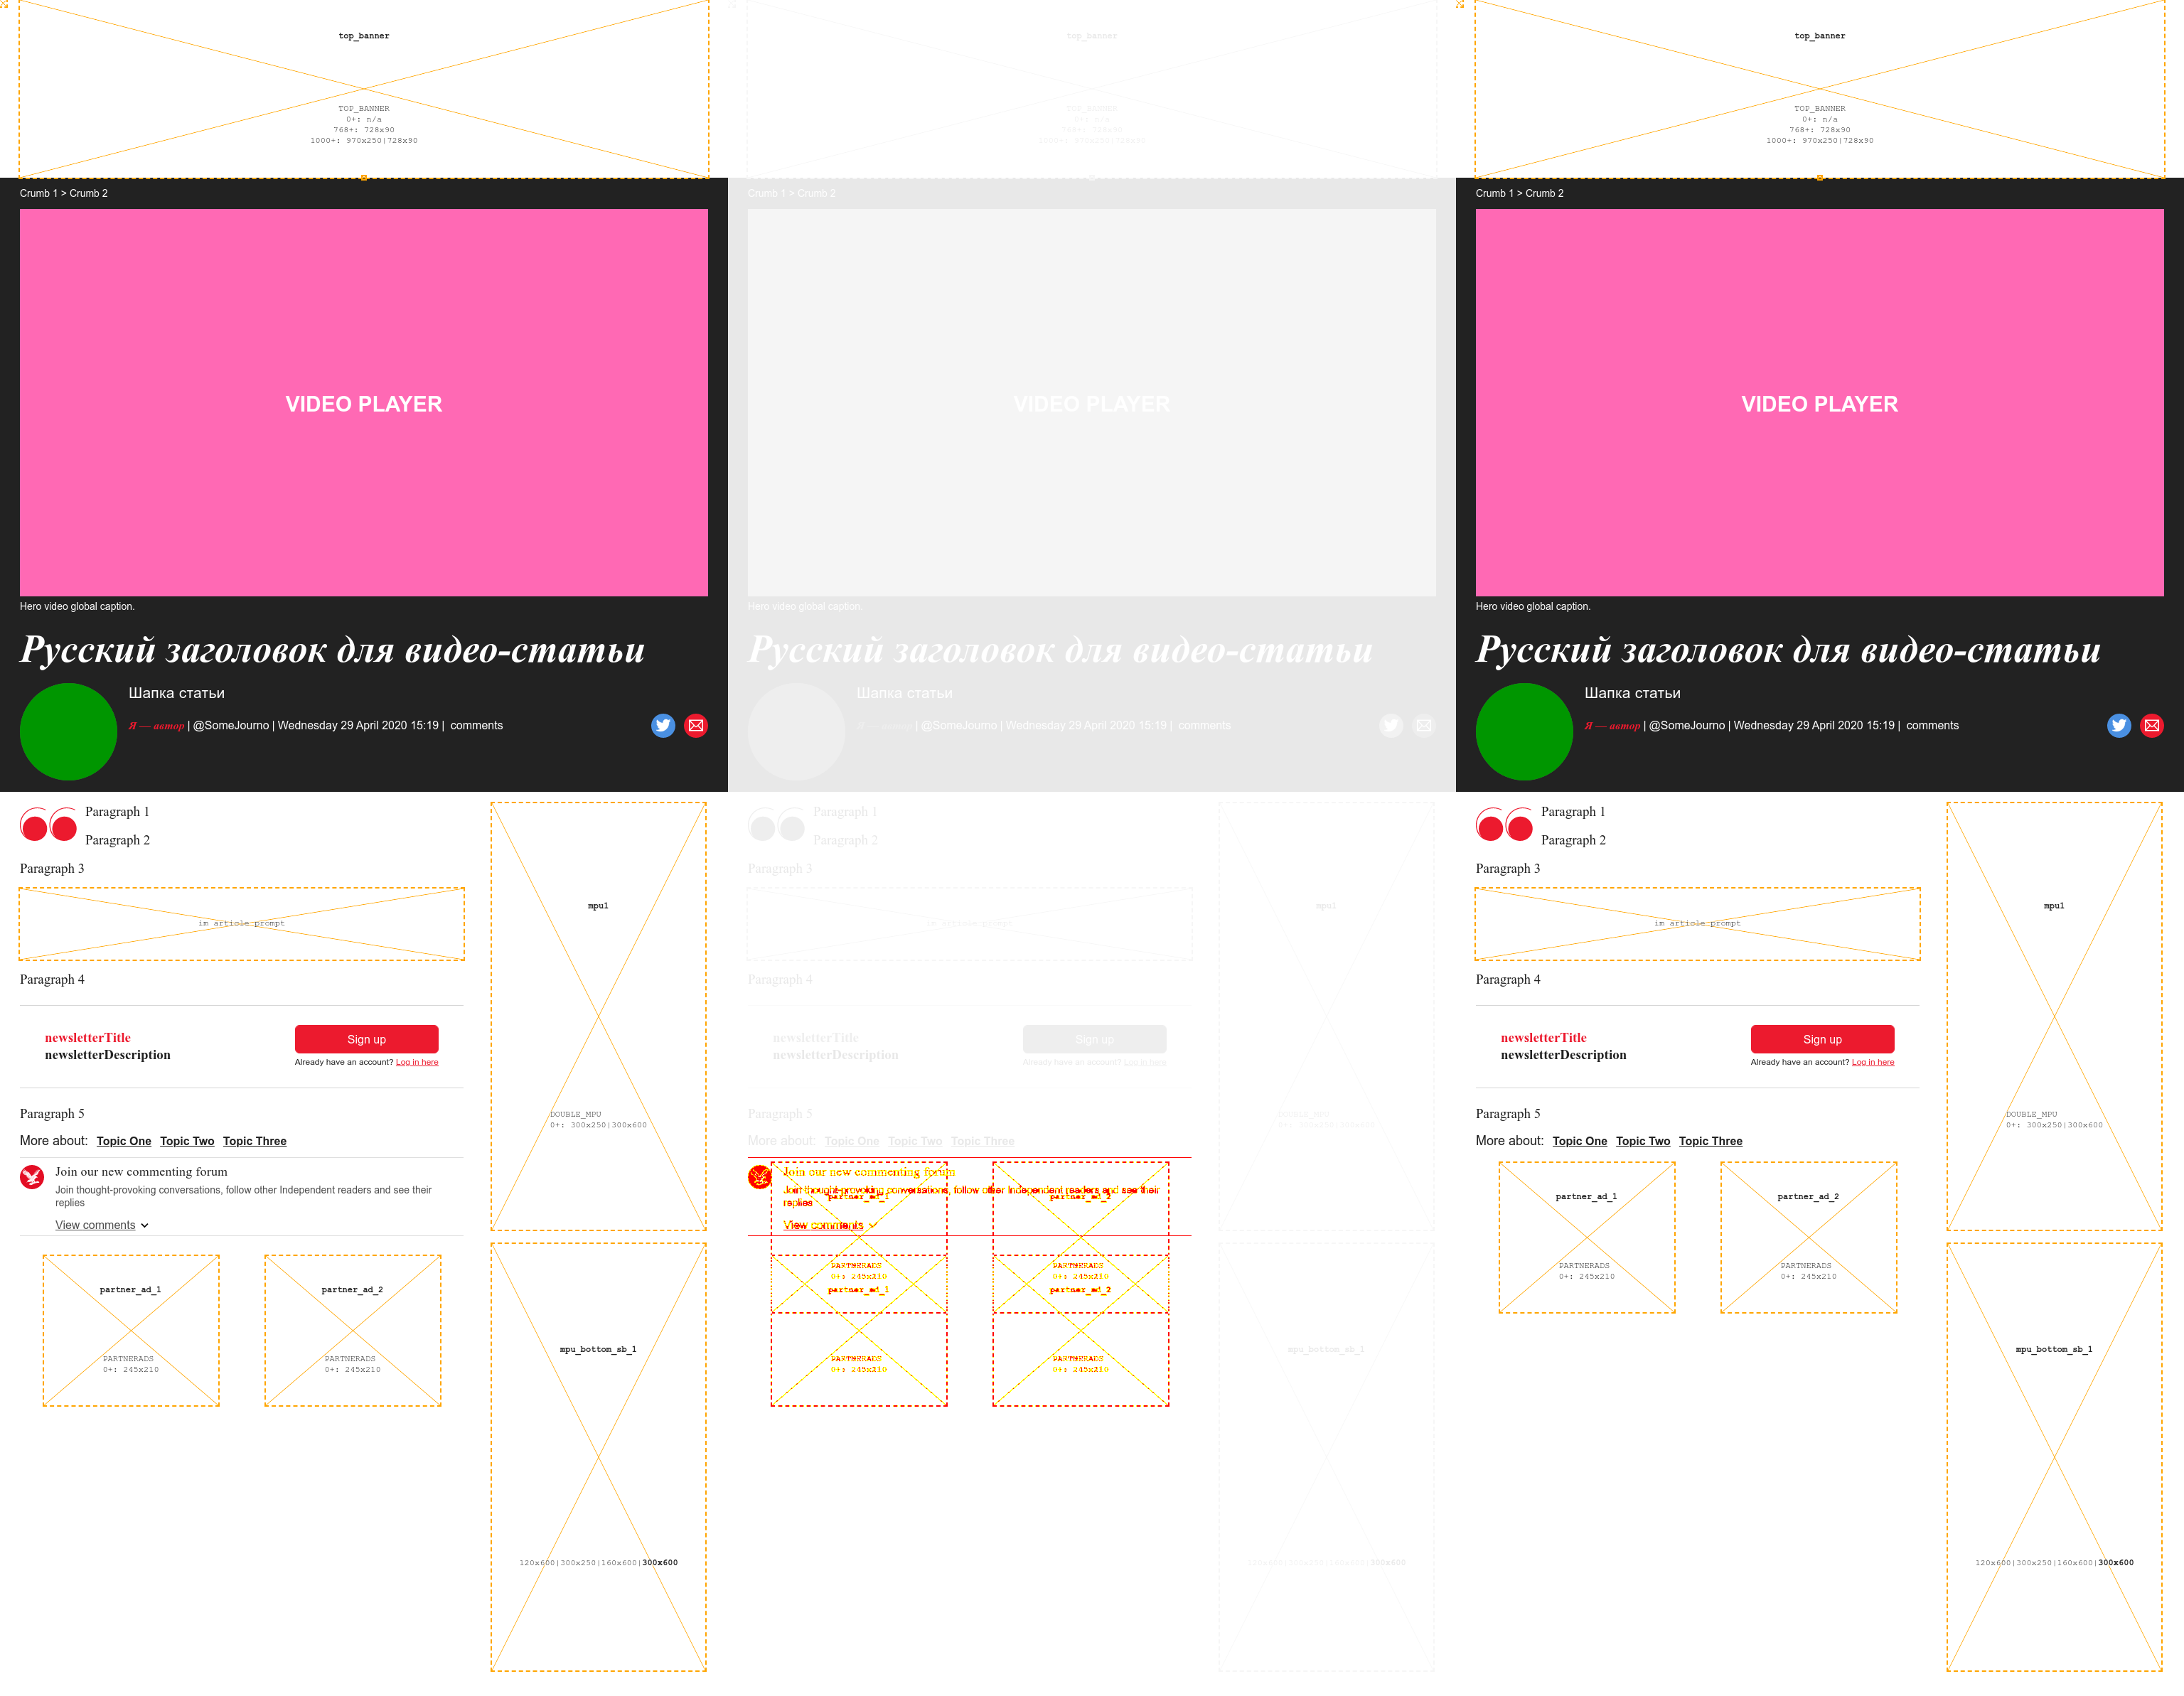 top_banner
TOP_BANNER
0+: n/a
768+: 728x90
1000+: 970x250|728x90
Crumb 1 > Crumb 2
VIDEO PLAYER
Hero video global caption.
Русский заголовок для видео-статьи
Шапка статьи
Я — автор | @SomeJourno | Wednesday 29 April 2020 15:19 | comments
Paragraph 1
Paragraph 2
Paragraph 3
im article prompt
Paragraph 4
newsletterTitle
newsletterDescription
Sign up
Already have an account? Log in here
Paragraph 5
More about: Topic One Topic Two Topic Three
Join our new commenting forum
Join thought-provoking conversations, follow other Independent readers and see their
replies
View comments
partner_ad_1
PARTNERADS
0+: 245x210
partner_ad_2
PARTNERADS
0+: 245x210
mpu1
DOUBLE_MPU
0+: 300x250|300x600
mpu_bottom_sb_1
120x600|300x250|160x600|300x600
top_banner
TOP_BANNER
0+: n/a
768+: 728x90
1000+: 970x250|728x90
Crumb 1 > Crumb 2
VIDEO PLAYER
Hero video global caption.
Русский заголовок для видео-статьи
Шапка статьи
| @SomeJourno | Wednesday 29 April 2020 15:19 | comments
Paragraph 1
Paragraph 2
Paragraph 3
im article prompt
Paragraph 4
newsletterTitle
newsletterDescription
Sign up
Already have an account? Log in here
Paragraph 5
More about: Topic One Topic Two Topic Three
Join our new commenting forum
Join thought-provoking conversations, follow other Independent readers and see their
replies
View comments
partner_ad_1
partner_ad_2
PARTNERADS
0+: 245x210
PARTNERADS
0+: 245x210
partner_ad_1
partner_ad_2
PARTNERADS
0+: 245x210
PARTNERADS
0+: 245x210
mpu1
DOUBLE_MPU
0+: 300x250|300x600
mpu_bottom_sb_1
120x600|300x250|160x600|300x600
top_banner
TOP_BANNER
0+: n/a
768+: 728x90
1000+: 970x250|728x90
Crumb 1 > Crumb 2
VIDEO PLAYER
Hero video global caption.
Русский заголовок для видео-статьи
Шапка статьи
Я — автор | @SomeJourno | Wednesday 29 April 2020 15:19 | comments
Paragraph 1
Paragraph 2
Paragraph 3
im article prompt
Paragraph 4
newsletterTitle
newsletterDescription
Sign up
Already have an account? Log in here
Paragraph 5
More about: Topic One Topic Two Topic Three
partner_ad_1
PARTNERADS
0+: 245x210
partner_ad_2
PARTNERADS
0+: 245x210
mpu1
DOUBLE_MPU
0+: 300x250|300x600
mpu_bottom_sb_1
120x600|300x250|160x600|300x600